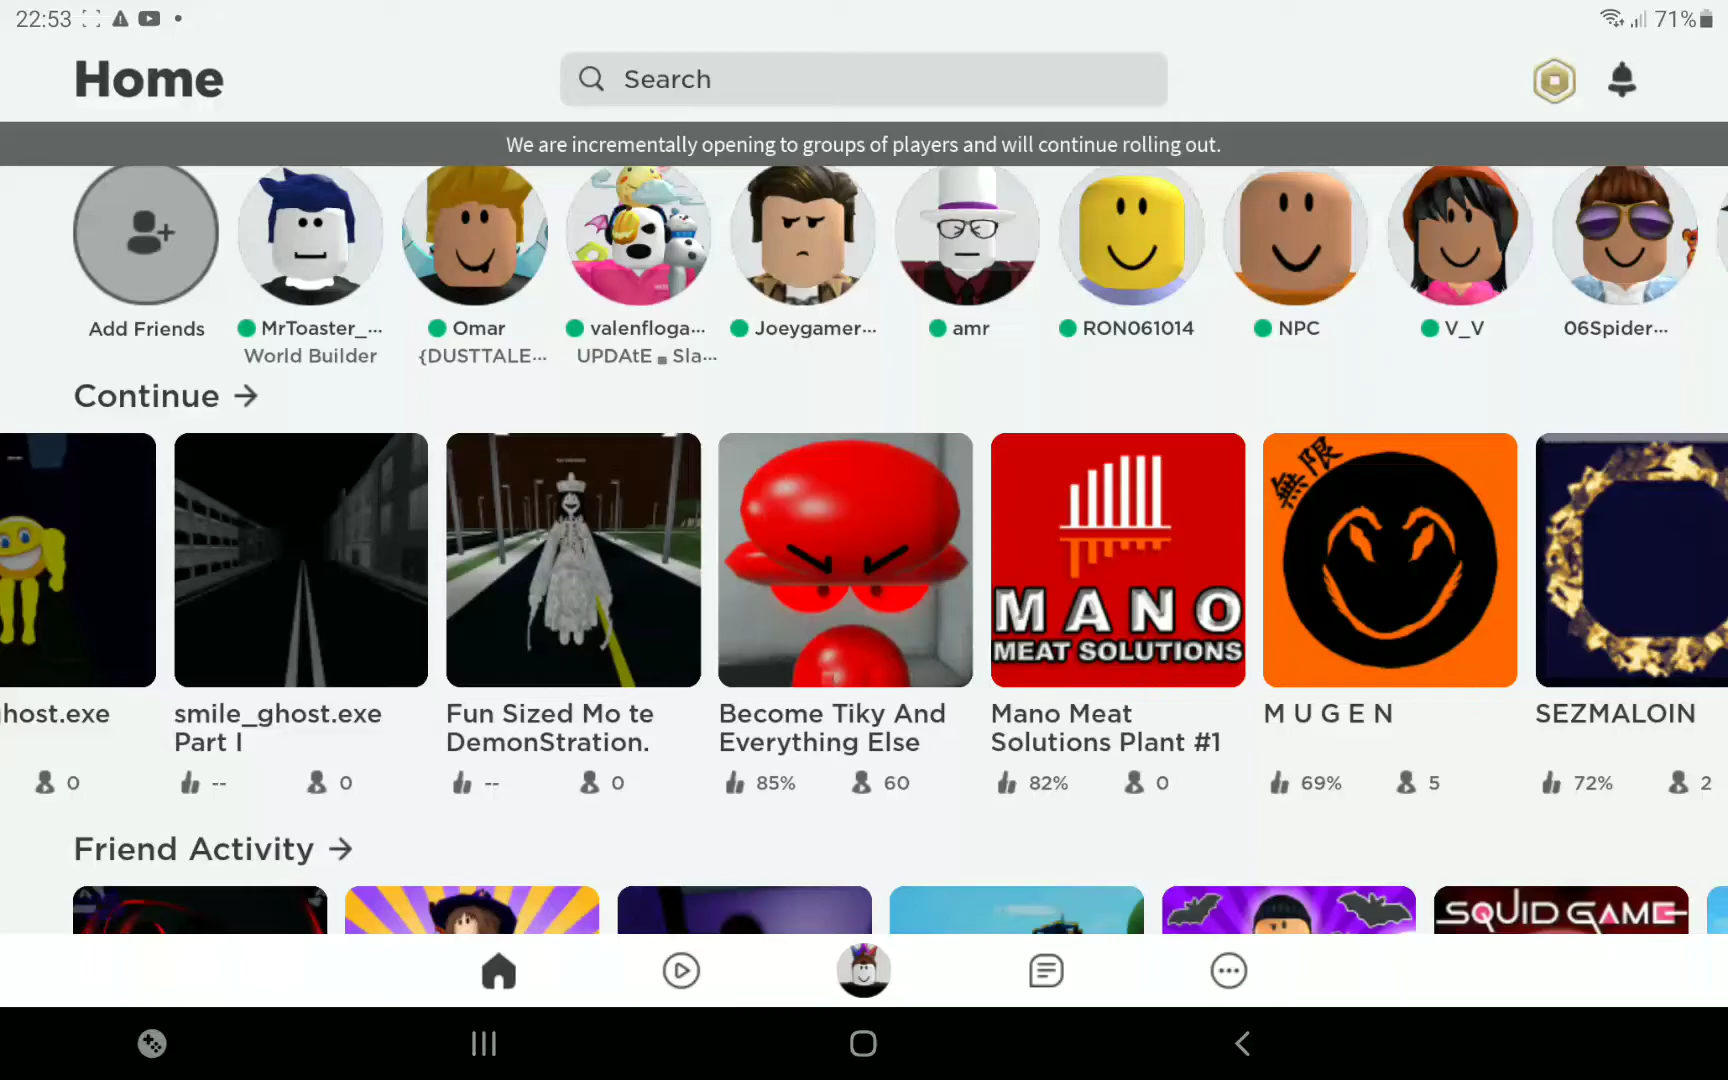 22:53
71%
Home
Search
We are incrementally opening to groups of players and will continue rolling out.
Add Friends
MrToaster_...
World Builder
Omar
{DUSTTALE...
valenfloga...
UPDAtE ■ Sla...
Joeygamer...
amr
RON061014
NPC
V_V
06Spider...
Continue →
無限
MANO
MEAT SOLUTIONS
host.exe
0
smile_ghost.exe
Part I
-- 0
Fun Sized Mo te
DemonStration.
-- 0
Become Tiky And
Everything Else
85% 60
Mano Meat
Solutions Plant #1
82% 0
M U G E N
69% 5
SEZMALOIN
72% 2
Friend Activity →
SQUID GAME